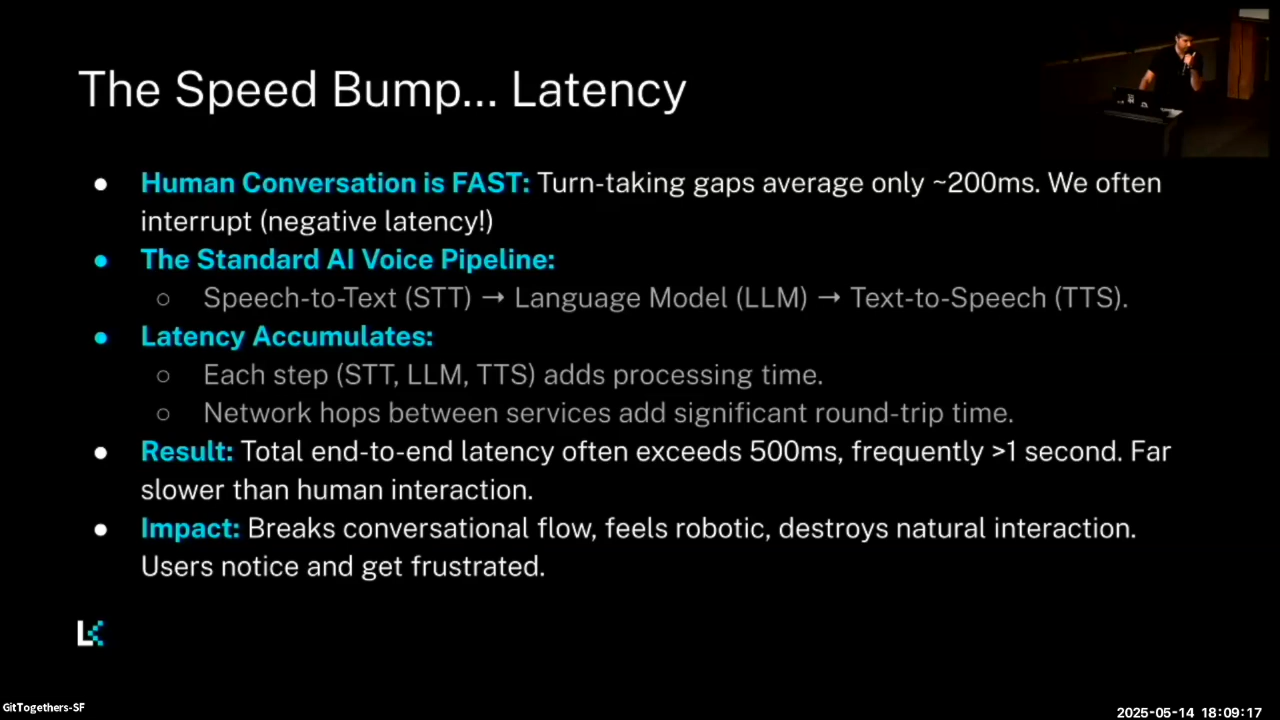 The Speed Bump... Latency
● Human Conversation is FAST: Turn-taking gaps average only ~200ms. We often
interrupt (negative latency!)
● The Standard AI Voice Pipeline:
○ Speech-to-Text (STT) → Language Model (LLM) → Text-to-Speech (TTS).
● Latency Accumulates:
○ Each step (STT, LLM, TTS) adds processing time.
○ Network hops between services add significant round-trip time.
● Result: Total end-to-end latency often exceeds 500ms, frequently >1 second. Far
slower than human interaction.
● Impact: Breaks conversational flow, feels robotic, destroys natural interaction.
Users notice and get frustrated.
GitTogethers-SF
2025-05-14 18:09:17